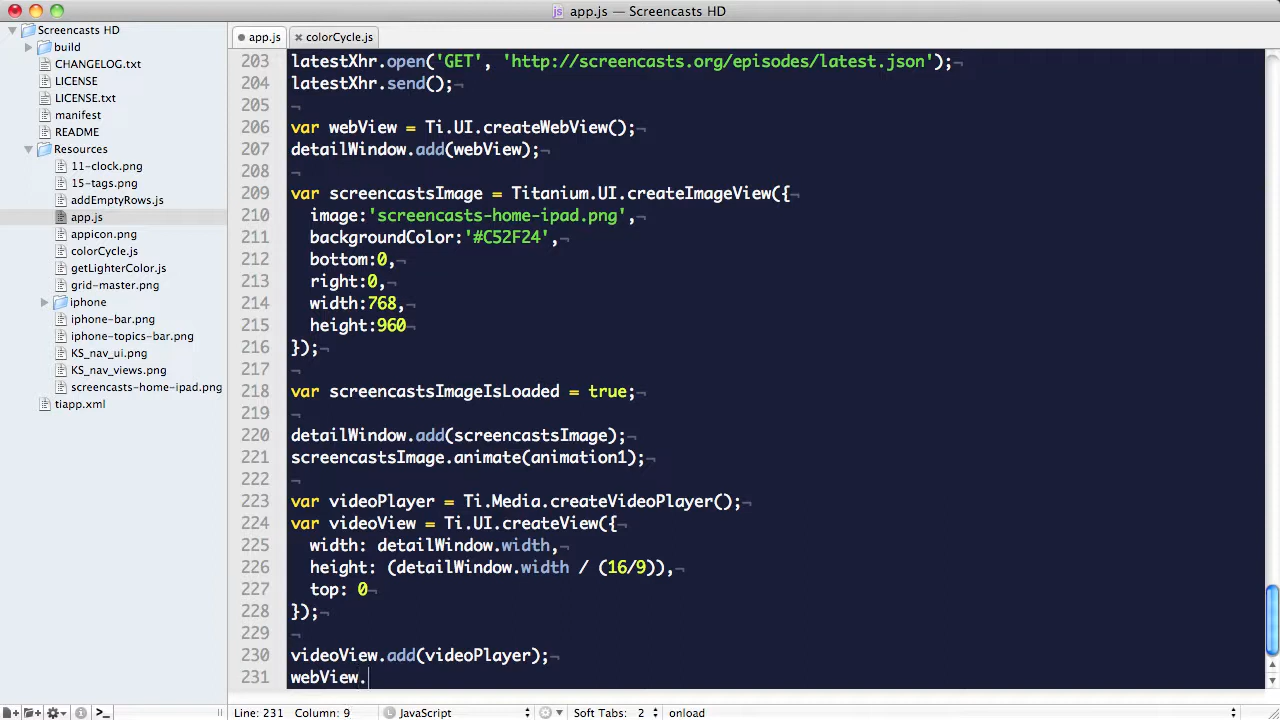 app.js — Screencasts HD
Screencasts HD
build
CHANGELOG.txt
LICENSE
LICENSE.txt
manifest
README
Resources
11-clock.png
15-tags.png
addEmptyRows.js
app.js
appicon.png
colorCycle.js
getLighterColor.js
grid-master.png
iphone
iphone-bar.png
iphone-topics-bar.png
KS_nav_ui.png
KS_nav_views.png
screencasts-home-ipad.png
tiapp.xml
app.js
colorCycle.js
203 latestXhr.open('GET', 'http://screencasts.org/episodes/latest.json');¬
204 latestXhr.send();¬
205 ¬
206 var webView = Ti.UI.createWebView();¬
207 detailWindow.add(webView);¬
208 ¬
209 var screencastsImage = Titanium.UI.createImageView({¬
210 image:'screencasts-home-ipad.png',¬
211 backgroundColor:'#C52F24',¬
212 bottom:0,¬
213 right:0,¬
214 width:768,¬
215 height:960¬
216 });¬
217 ¬
218 var screencastsImageIsLoaded = true;¬
219 ¬
220 detailWindow.add(screencastsImage);¬
221 screencastsImage.animate(animation1);¬
222 ¬
223 var videoPlayer = Ti.Media.createVideoPlayer();¬
224 var videoView = Ti.UI.createView({¬
225 width: detailWindow.width,¬
226 height: (detailWindow.width / (16/9)),¬
227 top: 0¬
228 });¬
229 ¬
230 videoView.add(videoPlayer);¬
231 webView.
Line: 231 Column: 9 JavaScript Soft Tabs: 2 onload